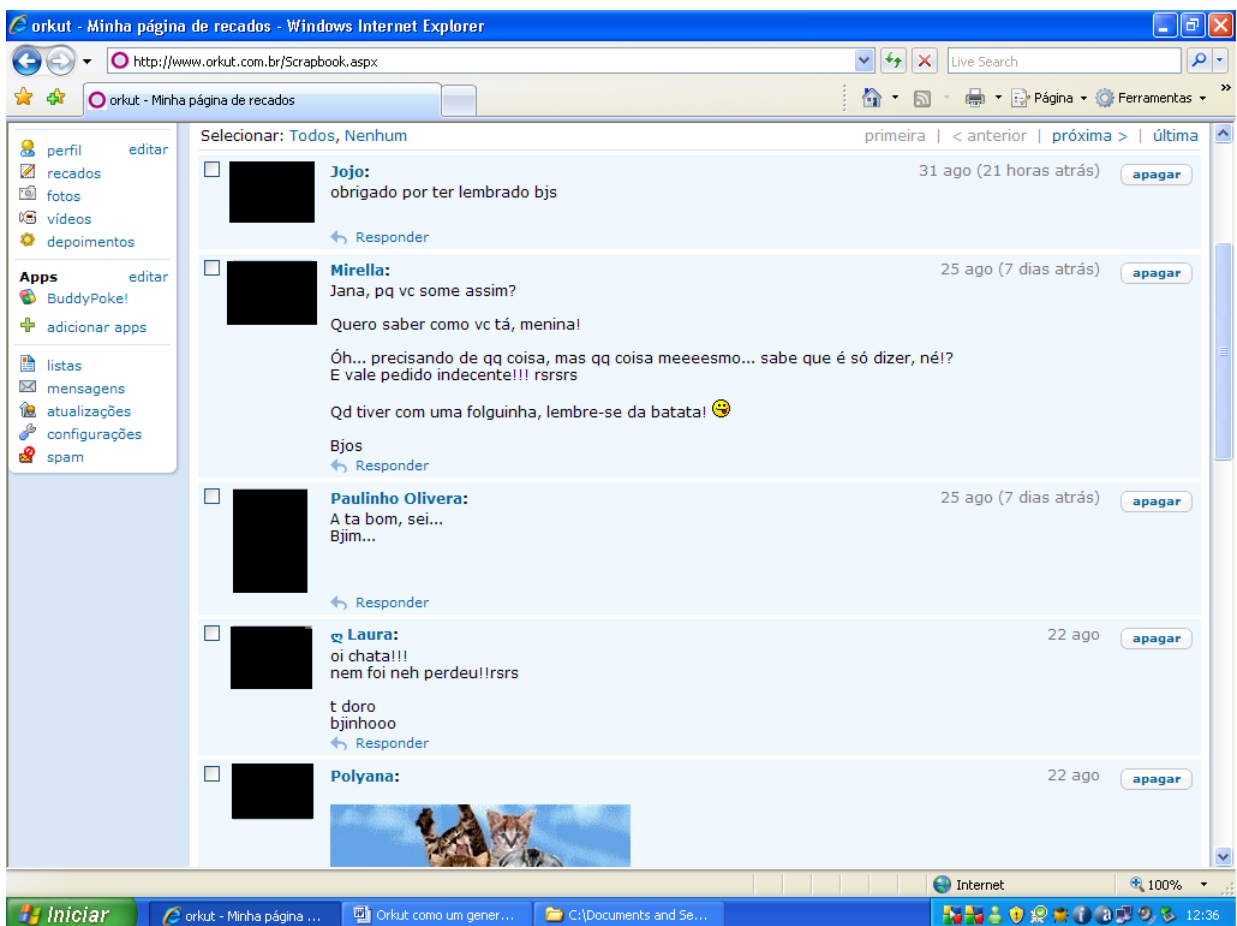 orkut - Minha página de recados - Windows Internet Explorer
http://www.orkut.com.br/Scrapbook.aspx
Live Search
orkut - Minha página de recados
Página
Ferramentas
perfil editar
recados
fotos
vídeos
depoimentos
Apps editar
BuddyPoke!
adicionar apps
listas
mensagens
atualizações
configurações
spam
Selecionar: Todos, Nenhum
primeira | < anterior | próxima > | última
Jojo: 31 ago (21 horas atrás) apagar
obrigado por ter lembrado bjs
Responder
Mirella: 25 ago (7 dias atrás) apagar
Jana, pq vc some assim?
Quero saber como vc tá, menina!
Óh... precisando de qq coisa, mas qq coisa meeeesmo... sabe que é só dizer, né!?
E vale pedido indecente!!! rsrsrs
Qd tiver com uma folguinha, lembre-se da batata!
Bjos
Responder
Paulinho Olivera: 25 ago (7 dias atrás) apagar
A ta bom, sei...
Bjim...
Responder
ღ Laura: 22 ago apagar
oi chata!!!
nem foi neh perdeu!!rsrs
t doro
bjinhooo
Responder
Polyana: 22 ago apagar
Internet
100%
Iniciar
orkut - Minha página ...
Orkut como um gener...
C:\Documents and Se...
12:36